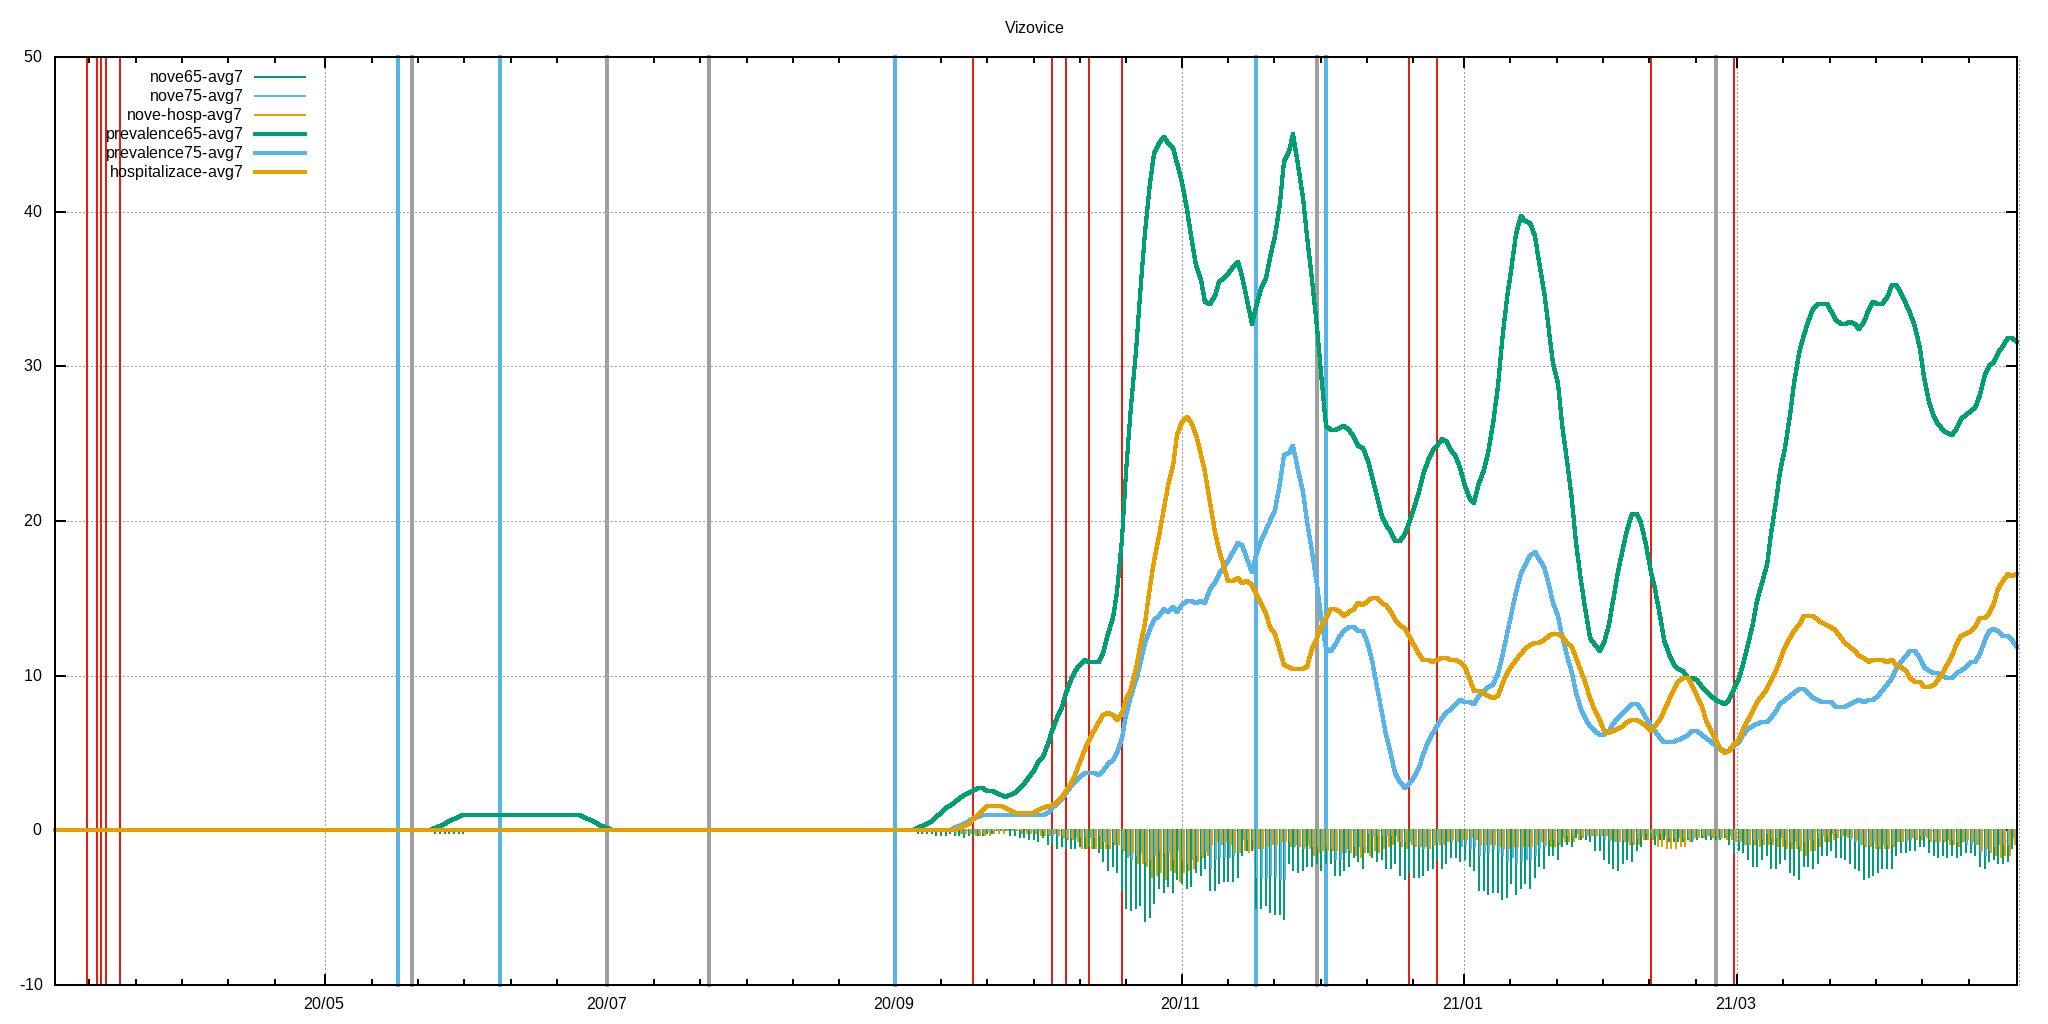 Vizovice
50
nove65-avg7
nove75-avg7
nove-hosp-avg7
prevalence65-avg7
prevalence75-avg7
hospitalizace-avg7
40
30
20
10
0
-10
20/05 20/07 20/09 20/11 21/01 21/03